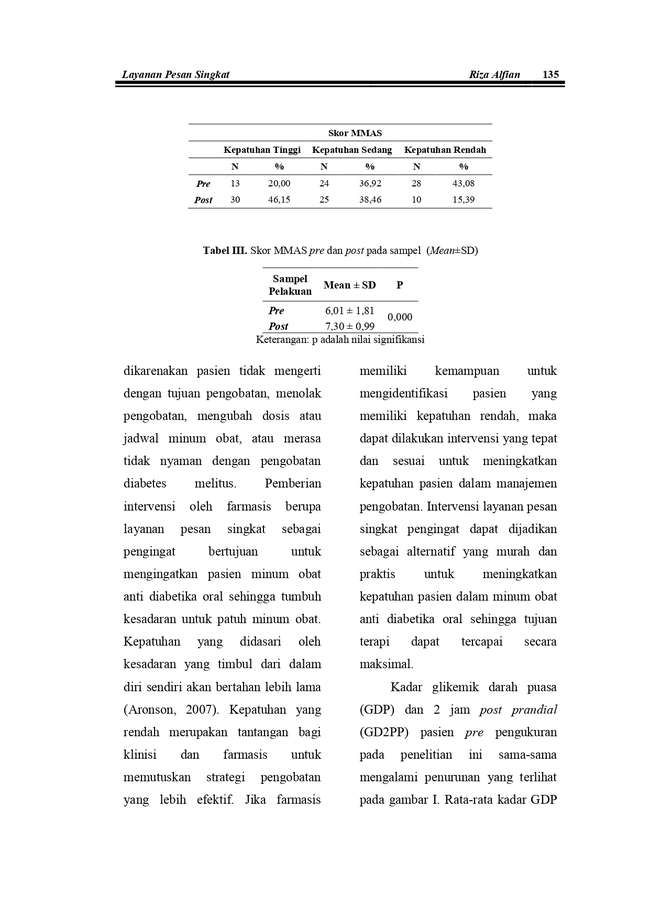 Layanan Pesan Singkat Riza Alfian 135
Skor MMAS
Kepatuhan Tinggi Kepatuhan Sedang Kepatuhan Rendah
N % N % N %
Pre 13 20,00 24 36,92 28 43,08
Post 30 46,15 25 38,46 10 15,39
Tabel III. Skor MMAS pre dan post pada sampel (Mean±SD)
Sampel
Pelakuan Mean ± SD P
Pre 6,01 ± 1,81
0,000
Post 7,30 ± 0,99
Keterangan: p adalah nilai signifikansi
dikarenakan pasien tidak mengerti
dengan tujuan pengobatan, menolak
pengobatan, mengubah dosis atau
jadwal minum obat, atau merasa
tidak nyaman dengan pengobatan
diabetes melitus. Pemberian
intervensi oleh farmasis berupa
layanan pesan singkat sebagai
pengingat bertujuan untuk
mengingatkan pasien minum obat
anti diabetika oral sehingga tumbuh
kesadaran untuk patuh minum obat.
Kepatuhan yang didasari oleh
kesadaran yang timbul dari dalam
diri sendiri akan bertahan lebih lama
(Aronson, 2007). Kepatuhan yang
rendah merupakan tantangan bagi
klinisi dan farmasis untuk
memutuskan strategi pengobatan
yang lebih efektif. Jika farmasis
memiliki kemampuan untuk
mengidentifikasi pasien yang
memiliki kepatuhan rendah, maka
dapat dilakukan intervensi yang tepat
dan sesuai untuk meningkatkan
kepatuhan pasien dalam manajemen
pengobatan. Intervensi layanan pesan
singkat pengingat dapat dijadikan
sebagai alternatif yang murah dan
praktis untuk meningkatkan
kepatuhan pasien dalam minum obat
anti diabetika oral sehingga tujuan
terapi dapat tercapai secara
maksimal.
Kadar glikemik darah puasa
(GDP) dan 2 jam post prandial
(GD2PP) pasien pre pengukuran
pada penelitian ini sama-sama
mengalami penurunan yang terlihat
pada gambar I. Rata-rata kadar GDP